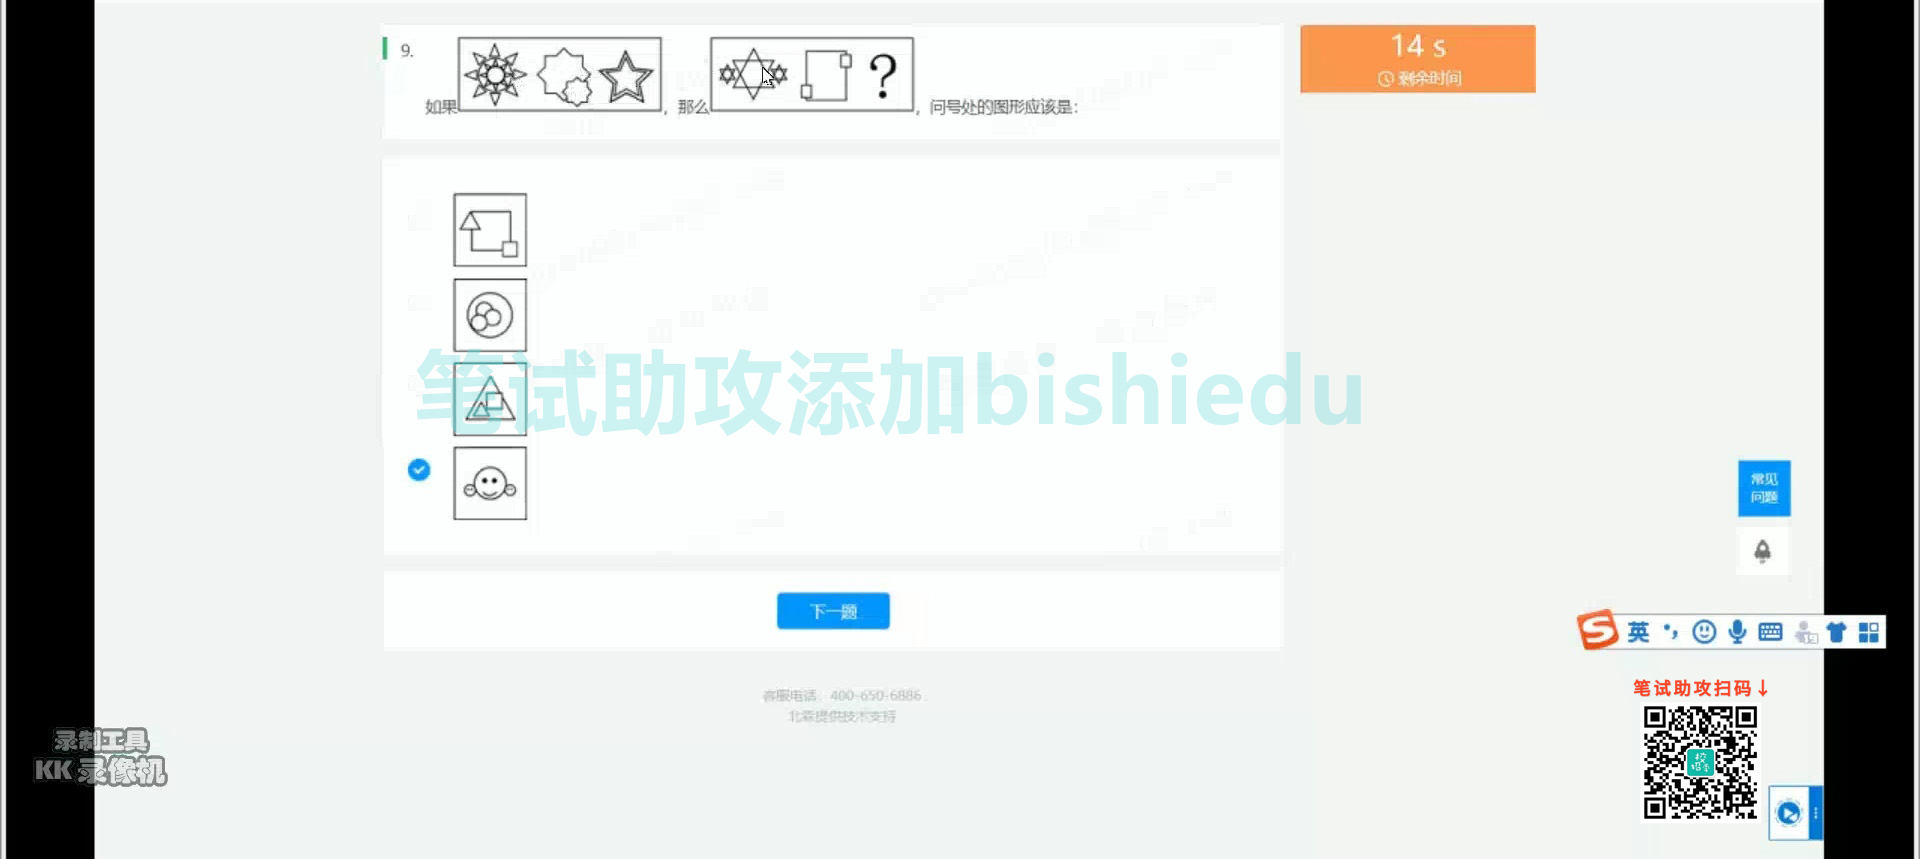 14 s
剩余时间
9.
?
如果
，那么
，问号处的图形应该是：
笔试助攻添加bishiedu
常见
问题
下一题
英
客服电话：400-650-6886
北森提供技术支持
笔试助攻扫码↓
录制工具
KK 录像机